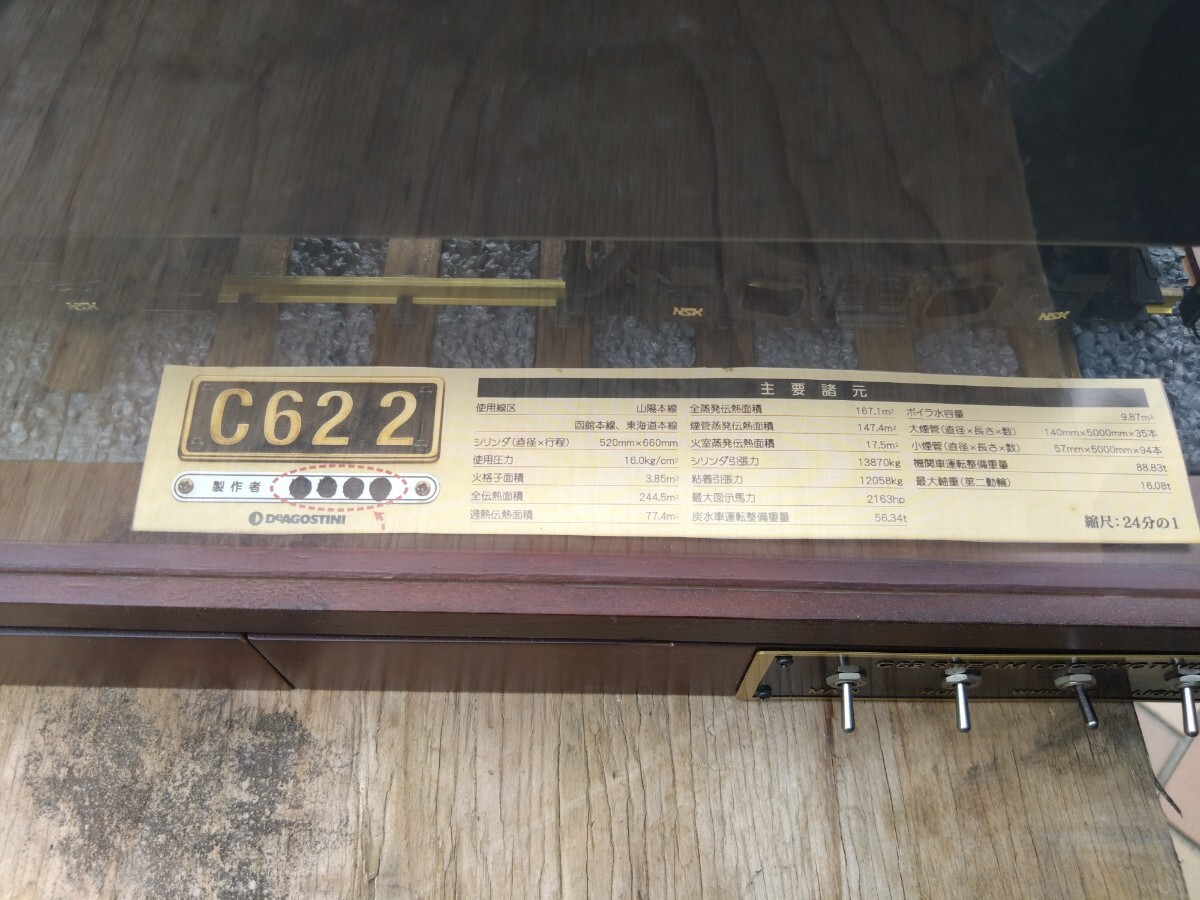 NSK
NSK
NSK
C62 2
製作者
DeAGOSTINI
主要諸元
使用線区 山陽本線
函館本線、東海道本線
シリンダ(直径×行程) 520mm×660mm
使用圧力 16.0kg/cm²
火格子面積 3.85m²
全伝熱面積 244.5m²
過熱伝熱面積 77.4m²
全蒸発伝熱面積 167.1m²
煙管蒸発伝熱面積 147.4m²
火室蒸発伝熱面積 17.5m²
シリンダ引張力 13870kg
粘着引張力 12058kg
最大図示馬力 2163hp
炭水車運転整備重量 56.34t
ボイラ水容量 9.87m³
大煙管(直径×長さ×数) 140mm×5000mm×35本
小煙管(直径×長さ×数) 57mm×5000mm×94本
機関車運転整備重量 88.83t
最大軸重(第二動輪) 16.08t
縮尺:24分の1
C62 STEAM